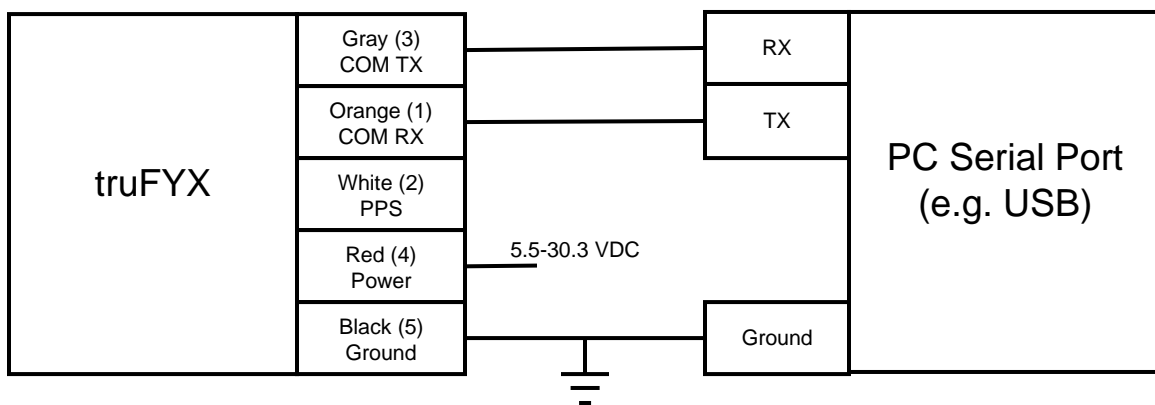 truFYX
Gray (3)
COM TX
Orange (1)
COM RX
White (2)
PPS
Red (4)
Power
Black (5)
Ground
5.5-30.3 VDC
RX
TX
Ground
PC Serial Port
(e.g. USB)